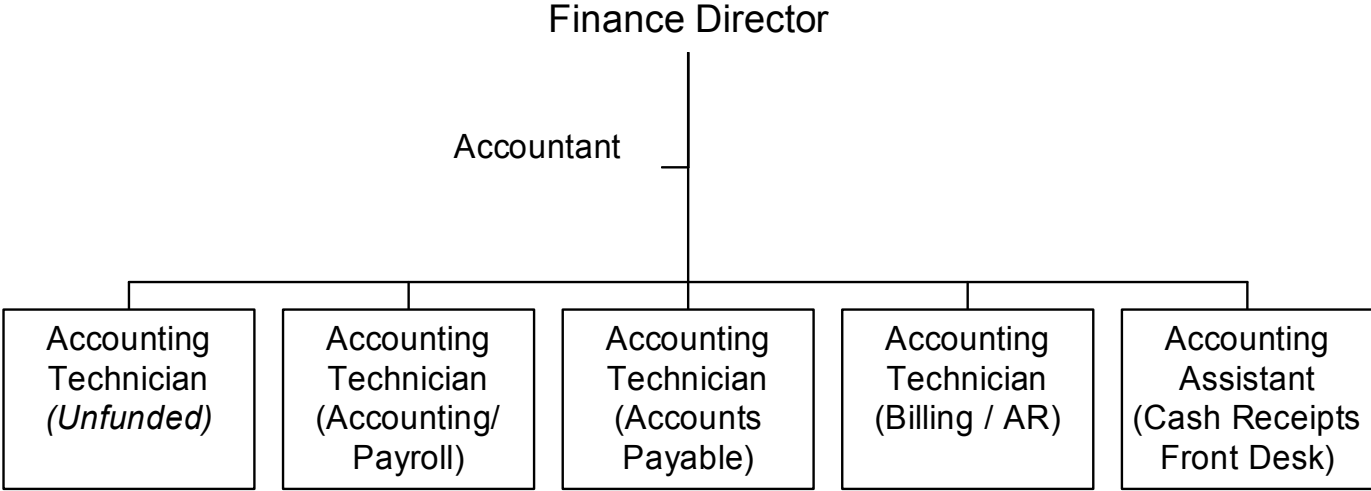 Finance Director
Accountant
Accounting
Technician
(Unfunded)
Accounting
Technician
(Accounting/
Payroll)
Accounting
Technician
(Accounts
Payable)
Accounting
Technician
(Billing / AR)
Accounting
Assistant
(Cash Receipts
Front Desk)